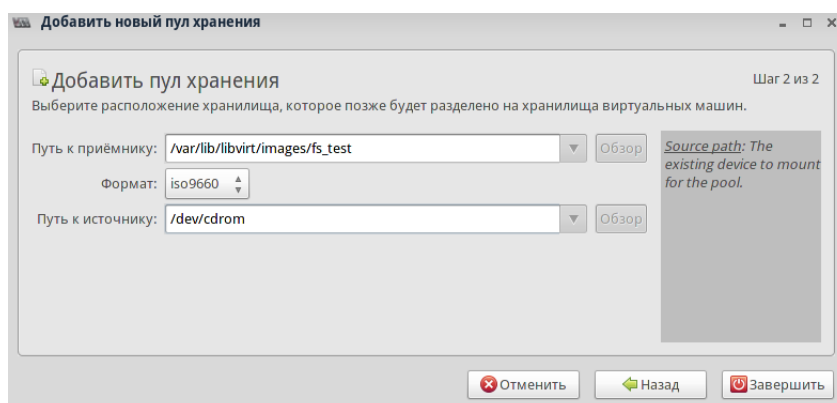 Добавить новый пул хранения
Добавить пул хранения
Шаг 2 из 2
Выберите расположение хранилища, которое позже будет разделено на хранилища виртуальных машин.
Путь к приёмнику: /var/lib/libvirt/images/fs_test Обзор
Формат: iso9660
Путь к источнику: /dev/cdrom Обзор
Source path: The
existing device to mount
for the pool.
Отменить Назад Завершить